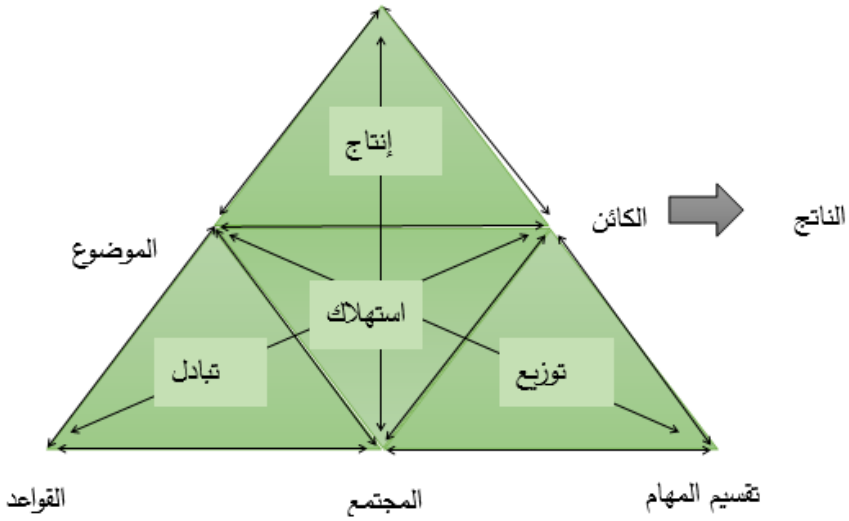 إنتاج
الناتج
الكائن
الموضوع
استهلاك
توزيع
تبادل
تقسيم المهام
المجتمع
القواعد